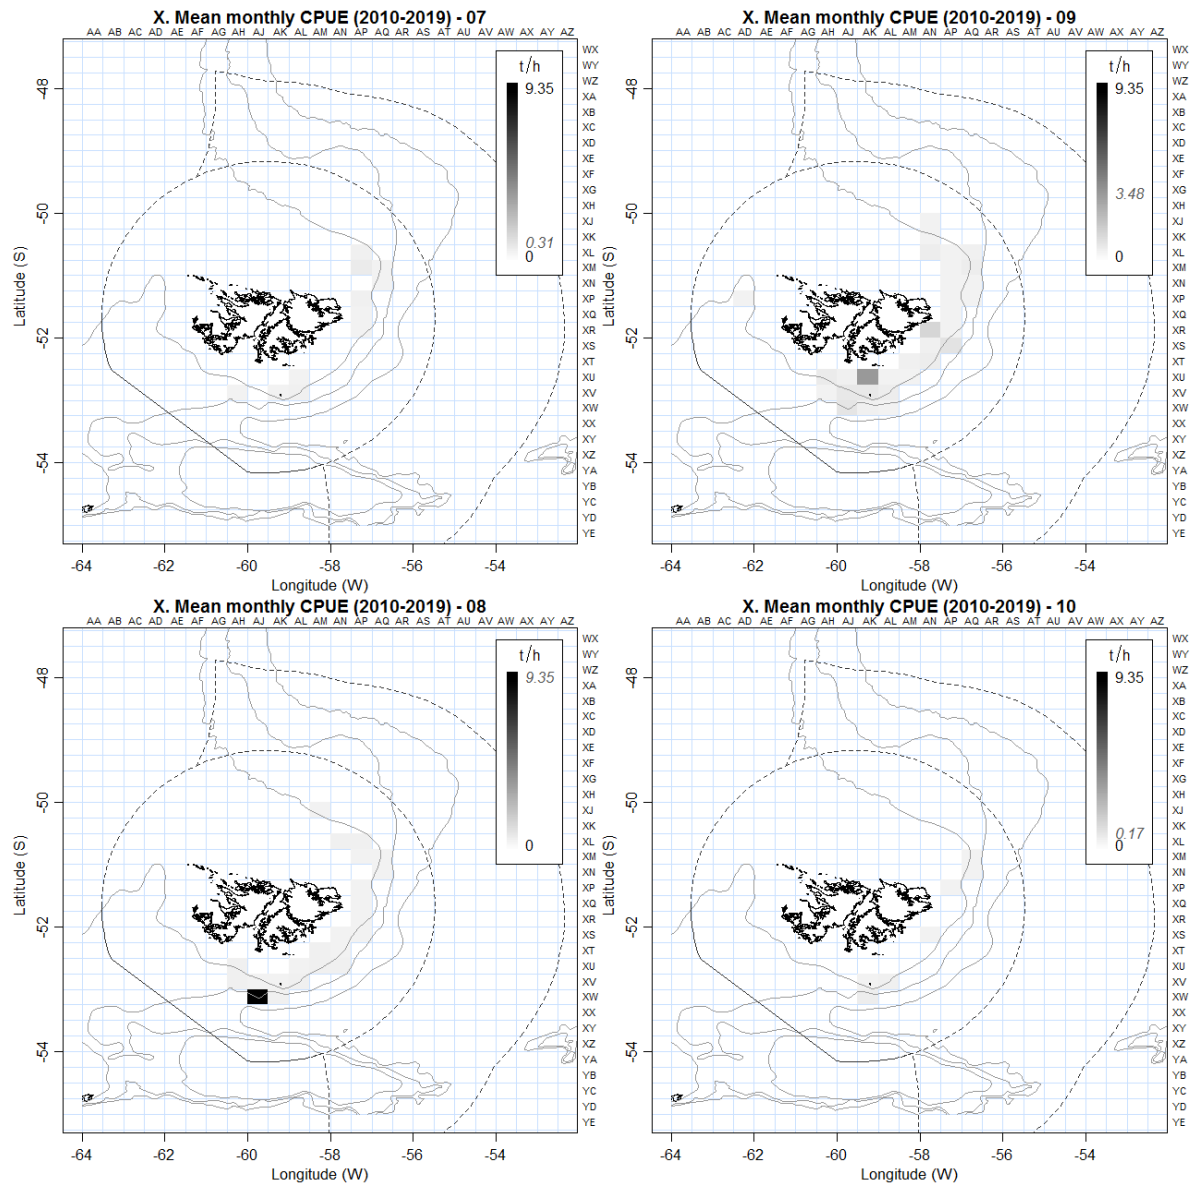 X. Mean monthly CPUE (2010-2019) - 07
AA AB AC AD AE AF AG AH AJ AK AL AM AN AP AQ AR AS AT AU AV AW AX AY AZ
t/h
9.35
0.31
0
WX
WY
WZ
XA
XB
XC
XD
XE
XF
XG
XH
XJ
XK
XL
XM
XN
XP
XQ
XR
XS
XT
XU
XV
XW
XX
XY
XZ
YA
YB
YC
YD
YE
-48
-50
-52
-54
Latitude (S)
-64 -62 -61 -60 -58 -57 -56 -54
Longitude (W)
X. Mean monthly CPUE (2010-2019) - 09
AA AB AC AD AE AF AG AH AJ AK AL AM AN AP AQ AR AS AT AU AV AW AX AY AZ
t/h
9.35
3.48
0
WX
WY
WZ
XA
XB
XC
XD
XE
XF
XG
XH
XJ
XK
XL
XM
XN
XP
XQ
XR
XS
XT
XU
XV
XW
XX
XY
XZ
YA
YB
YC
YD
YE
-48
-50
-52
-54
Latitude (S)
-64 -62 -61 -60 -58 -57 -56 -54
Longitude (W)
X. Mean monthly CPUE (2010-2019) - 08
AA AB AC AD AE AF AG AH AJ AK AL AM AN AP AQ AR AS AT AU AV AW AX AY AZ
t/h
9.35
0
WX
WY
WZ
XA
XB
XC
XD
XE
XF
XG
XH
XJ
XK
XL
XM
XN
XP
XQ
XR
XS
XT
XU
XV
XW
XX
XY
XZ
YA
YB
YC
YD
YE
-48
-50
-52
-54
Latitude (S)
-64 -62 -61 -60 -58 -57 -56 -54
Longitude (W)
X. Mean monthly CPUE (2010-2019) - 10
AA AB AC AD AE AF AG AH AJ AK AL AM AN AP AQ AR AS AT AU AV AW AX AY AZ
t/h
9.35
0.17
0
WX
WY
WZ
XA
XB
XC
XD
XE
XF
XG
XH
XJ
XK
XL
XM
XN
XP
XQ
XR
XS
XT
XU
XV
XW
XX
XY
XZ
YA
YB
YC
YD
YE
-48
-50
-52
-54
Latitude (S)
-64 -62 -61 -60 -58 -57 -56 -54
Longitude (W)